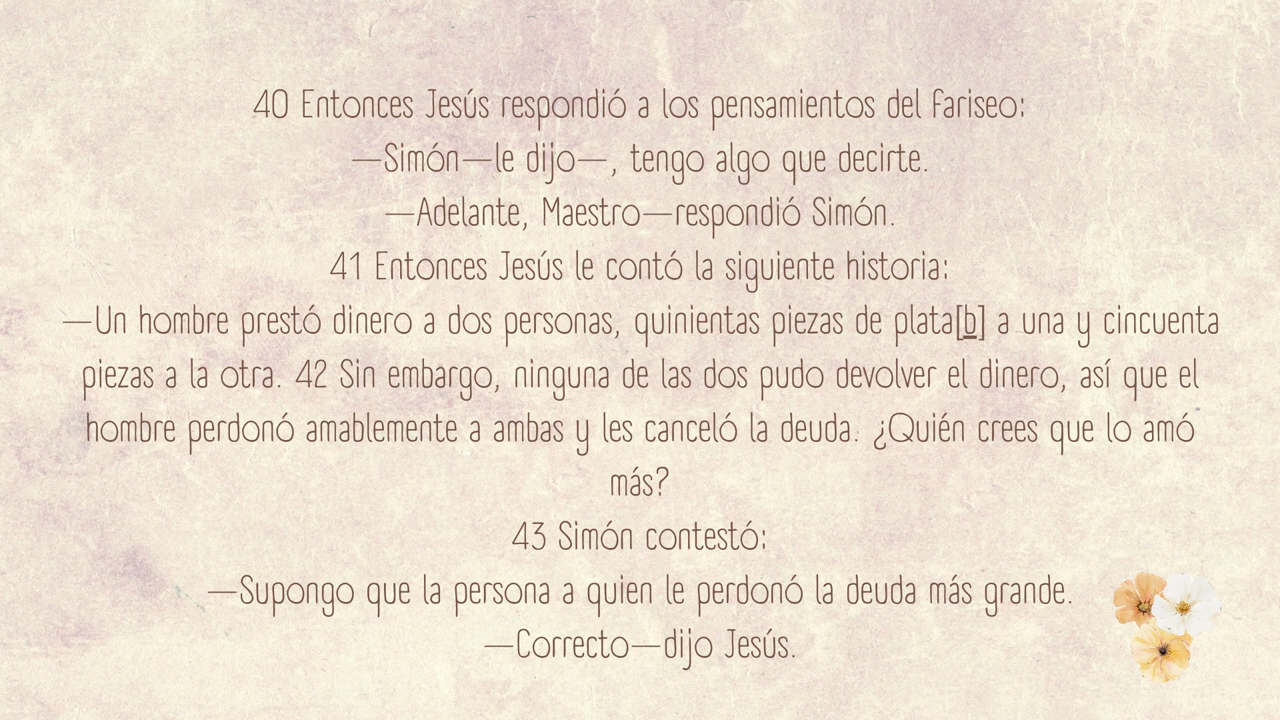 40 Entonces Jesús respondió a los pensamientos del fariseo:
—Simón—le dijo—, tengo algo que decirte.
—Adelante, Maestro—respondió Simón.
41 Entonces Jesús le contó la siguiente historia:
—Un hombre prestó dinero a dos personas, quinientas piezas de plata[b] a una y cincuenta
piezas a la otra. 42 Sin embargo, ninguna de las dos pudo devolver el dinero, así que el
hombre perdonó amablemente a ambas y les canceló la deuda. ¿Quién crees que lo amó
más?
43 Simón contestó:
—Supongo que la persona a quien le perdonó la deuda más grande.
—Correcto—dijo Jesús.